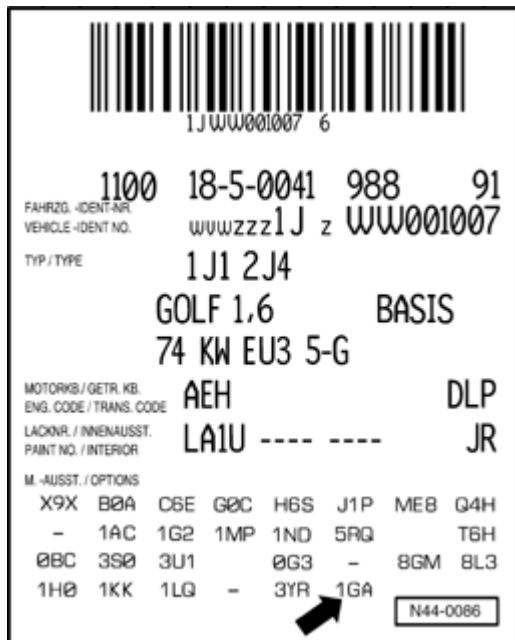 1JWW001007 6
1100 18-5-0041 988 91
FAHRZG. -IDENT-NR.
VEHICLE -IDENT NO. wvwzzz1J z WW001007
TYP / TYPE 1J1 2J4
GOLF 1,6 BASIS
74 KW EU3 5-G
MOTORKB./ GETR. KB.
ENG. CODE / TRANS. CODE AEH DLP
LACKNR. / INNENAUSST.
PAINT NO. / INTERIOR LA1U ---- ---- JR
M. -AUSST. / OPTIONS
X9X B0A C6E G0C H6S J1P ME8 Q4H
– 1AC 1G2 1MP 1ND 5RQ T6H
0BC 3S0 3U1 0G3 – 8GM 8L3
1H0 1KK 1LQ – 3YR 1GA
N44-0086